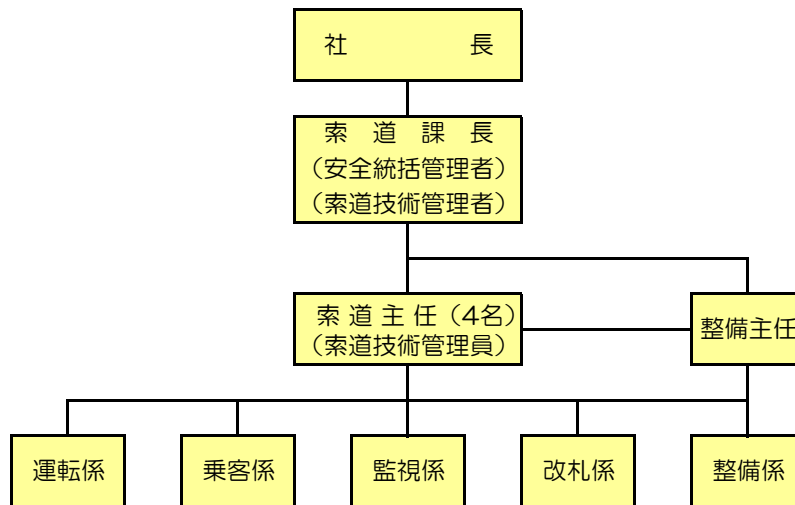 社長
索道課長
（安全統括管理者）
（索道技術管理者）
索道主任（4名）
（索道技術管理員）
整備主任
運転係
乗客係
監視係
改札係
整備係